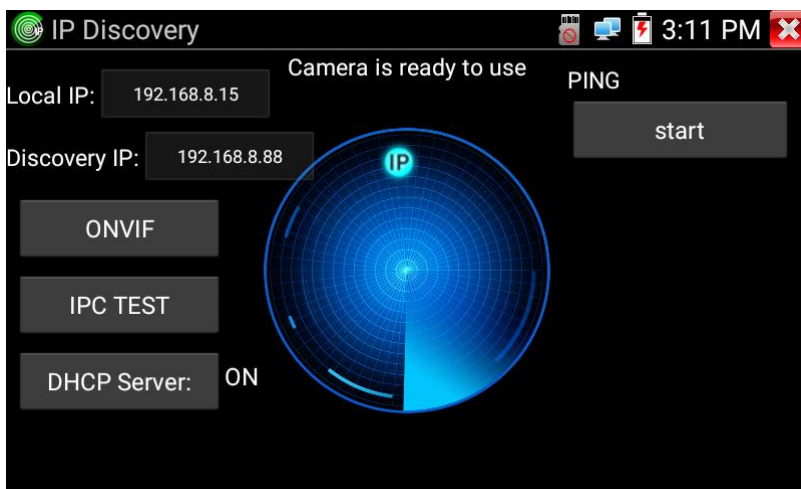 IP Discovery
3:11 PM
Camera is ready to use
Local IP: 192.168.8.15
PING
start
Discovery IP: 192.168.8.88
IP
ONVIF
IPC TEST
DHCP Server: ON